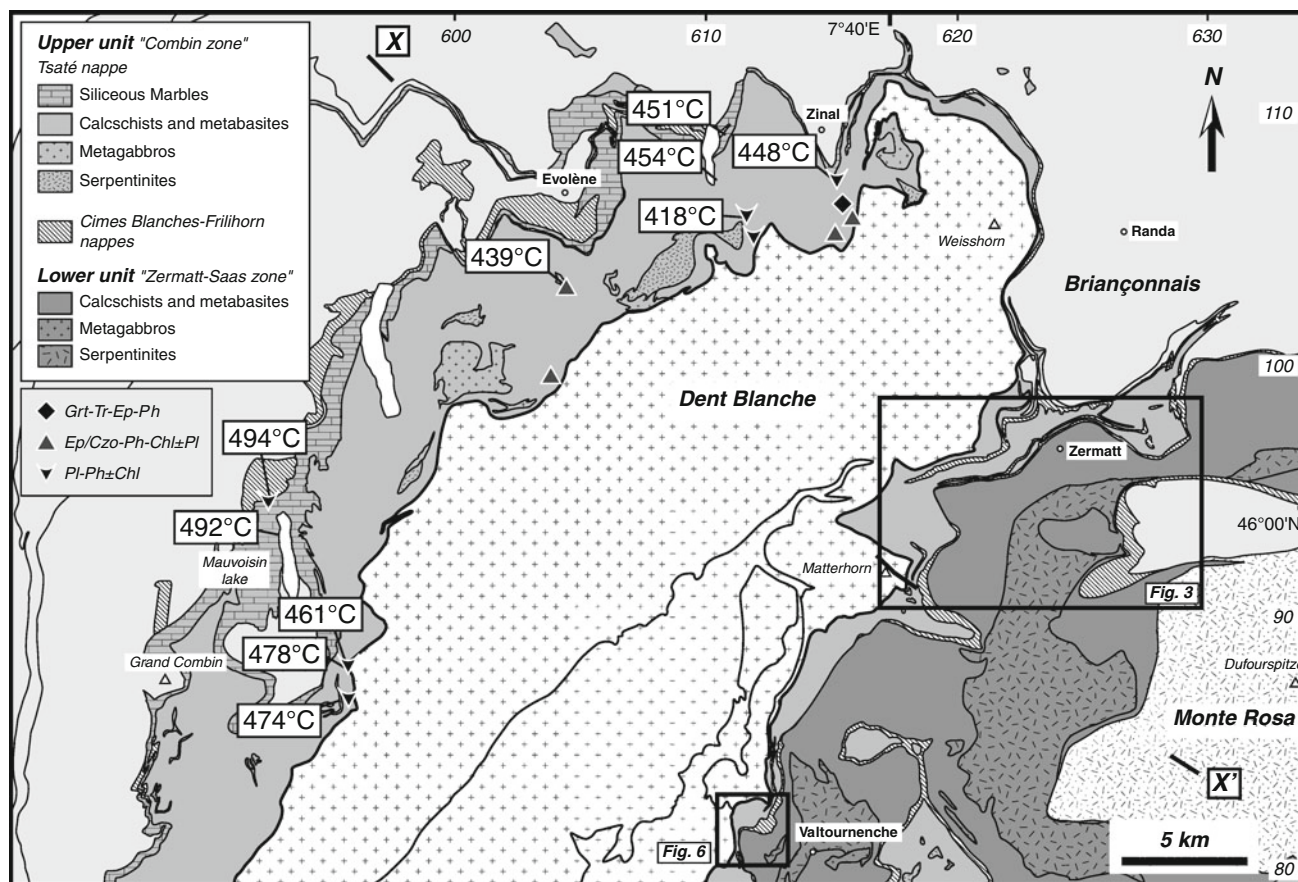 600
610
7°40'E
620
630
X
N
Upper unit "Combin zone"
Tsaté nappe
Siliceous Marbles
Calcschists and metabasites
Metagabbros
Serpentinites
Cimes Blanches-Frilihorn
nappes
Lower unit "Zermatt-Saas zone"
Calcschists and metabasites
Metagabbros
Serpentinites
Grt-Tr-Ep-Ph
Ep/Czo-Ph-Chl±Pl
Pl-Ph±Chl
451°C
454°C
448°C
Zinal
110
Evolène
418°C
439°C
Weisshorn
Randa
Briançonnais
100
Dent Blanche
Zermatt
494°C
492°C
Mauvoisin
lake
46°00'N
Matterhorn
Fig. 3
461°C
478°C
474°C
Grand Combin
90
Dufourspitze
Monte Rosa
X'
Fig. 6
Valtournenche
5 km
80